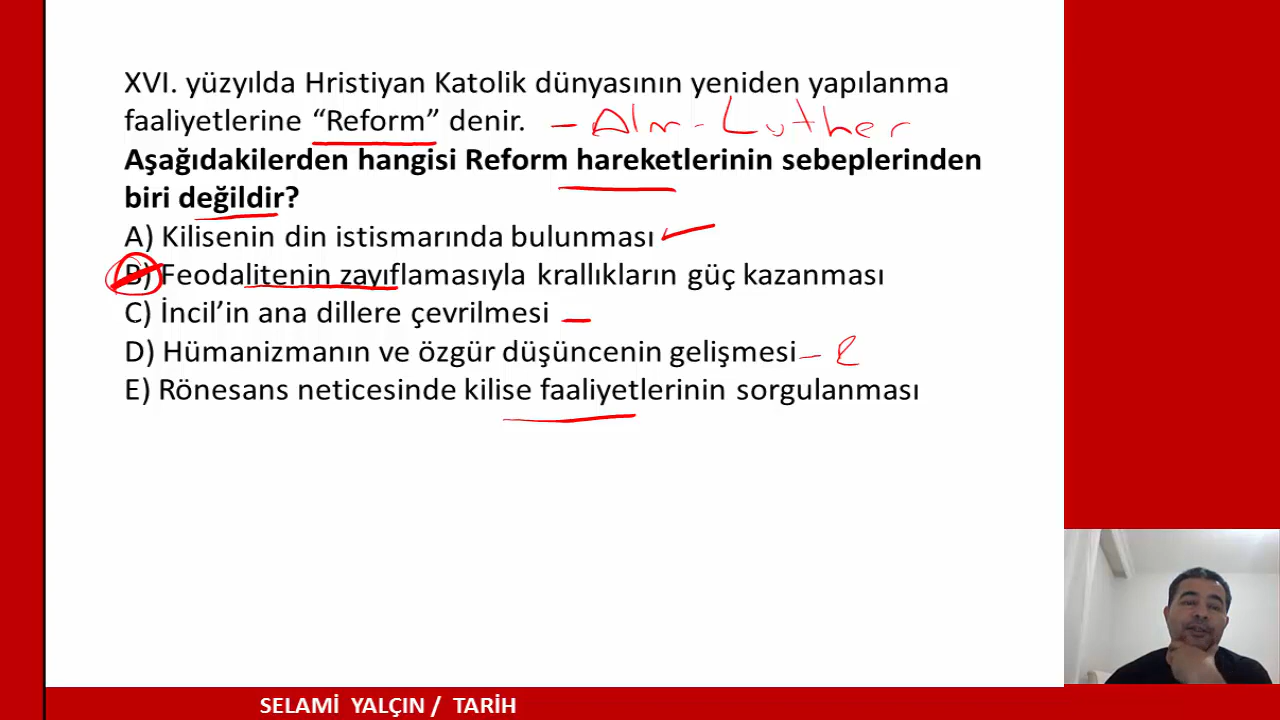 XVI. yüzyılda Hristiyan Katolik dünyasının yeniden yapılanma
faaliyetlerine “Reform” denir. – Alm - Luther
Aşağıdakilerden hangisi Reform hareketlerinin sebeplerinden
biri değildir?
A) Kilisenin din istismarında bulunması
B) Feodalitenin zayıflamasıyla krallıkların güç kazanması
C) İncil’in ana dillere çevrilmesi
D) Hümanizmanın ve özgür düşüncenin gelişmesi
E) Rönesans neticesinde kilise faaliyetlerinin sorgulanması
SELAMİ YALÇIN / TARİH